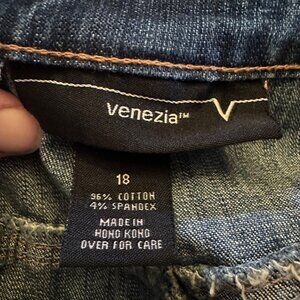 venezia™
18
96% COTTON
4% SPANDEX
MADE IN
HONG KONG
OVER FOR CARE